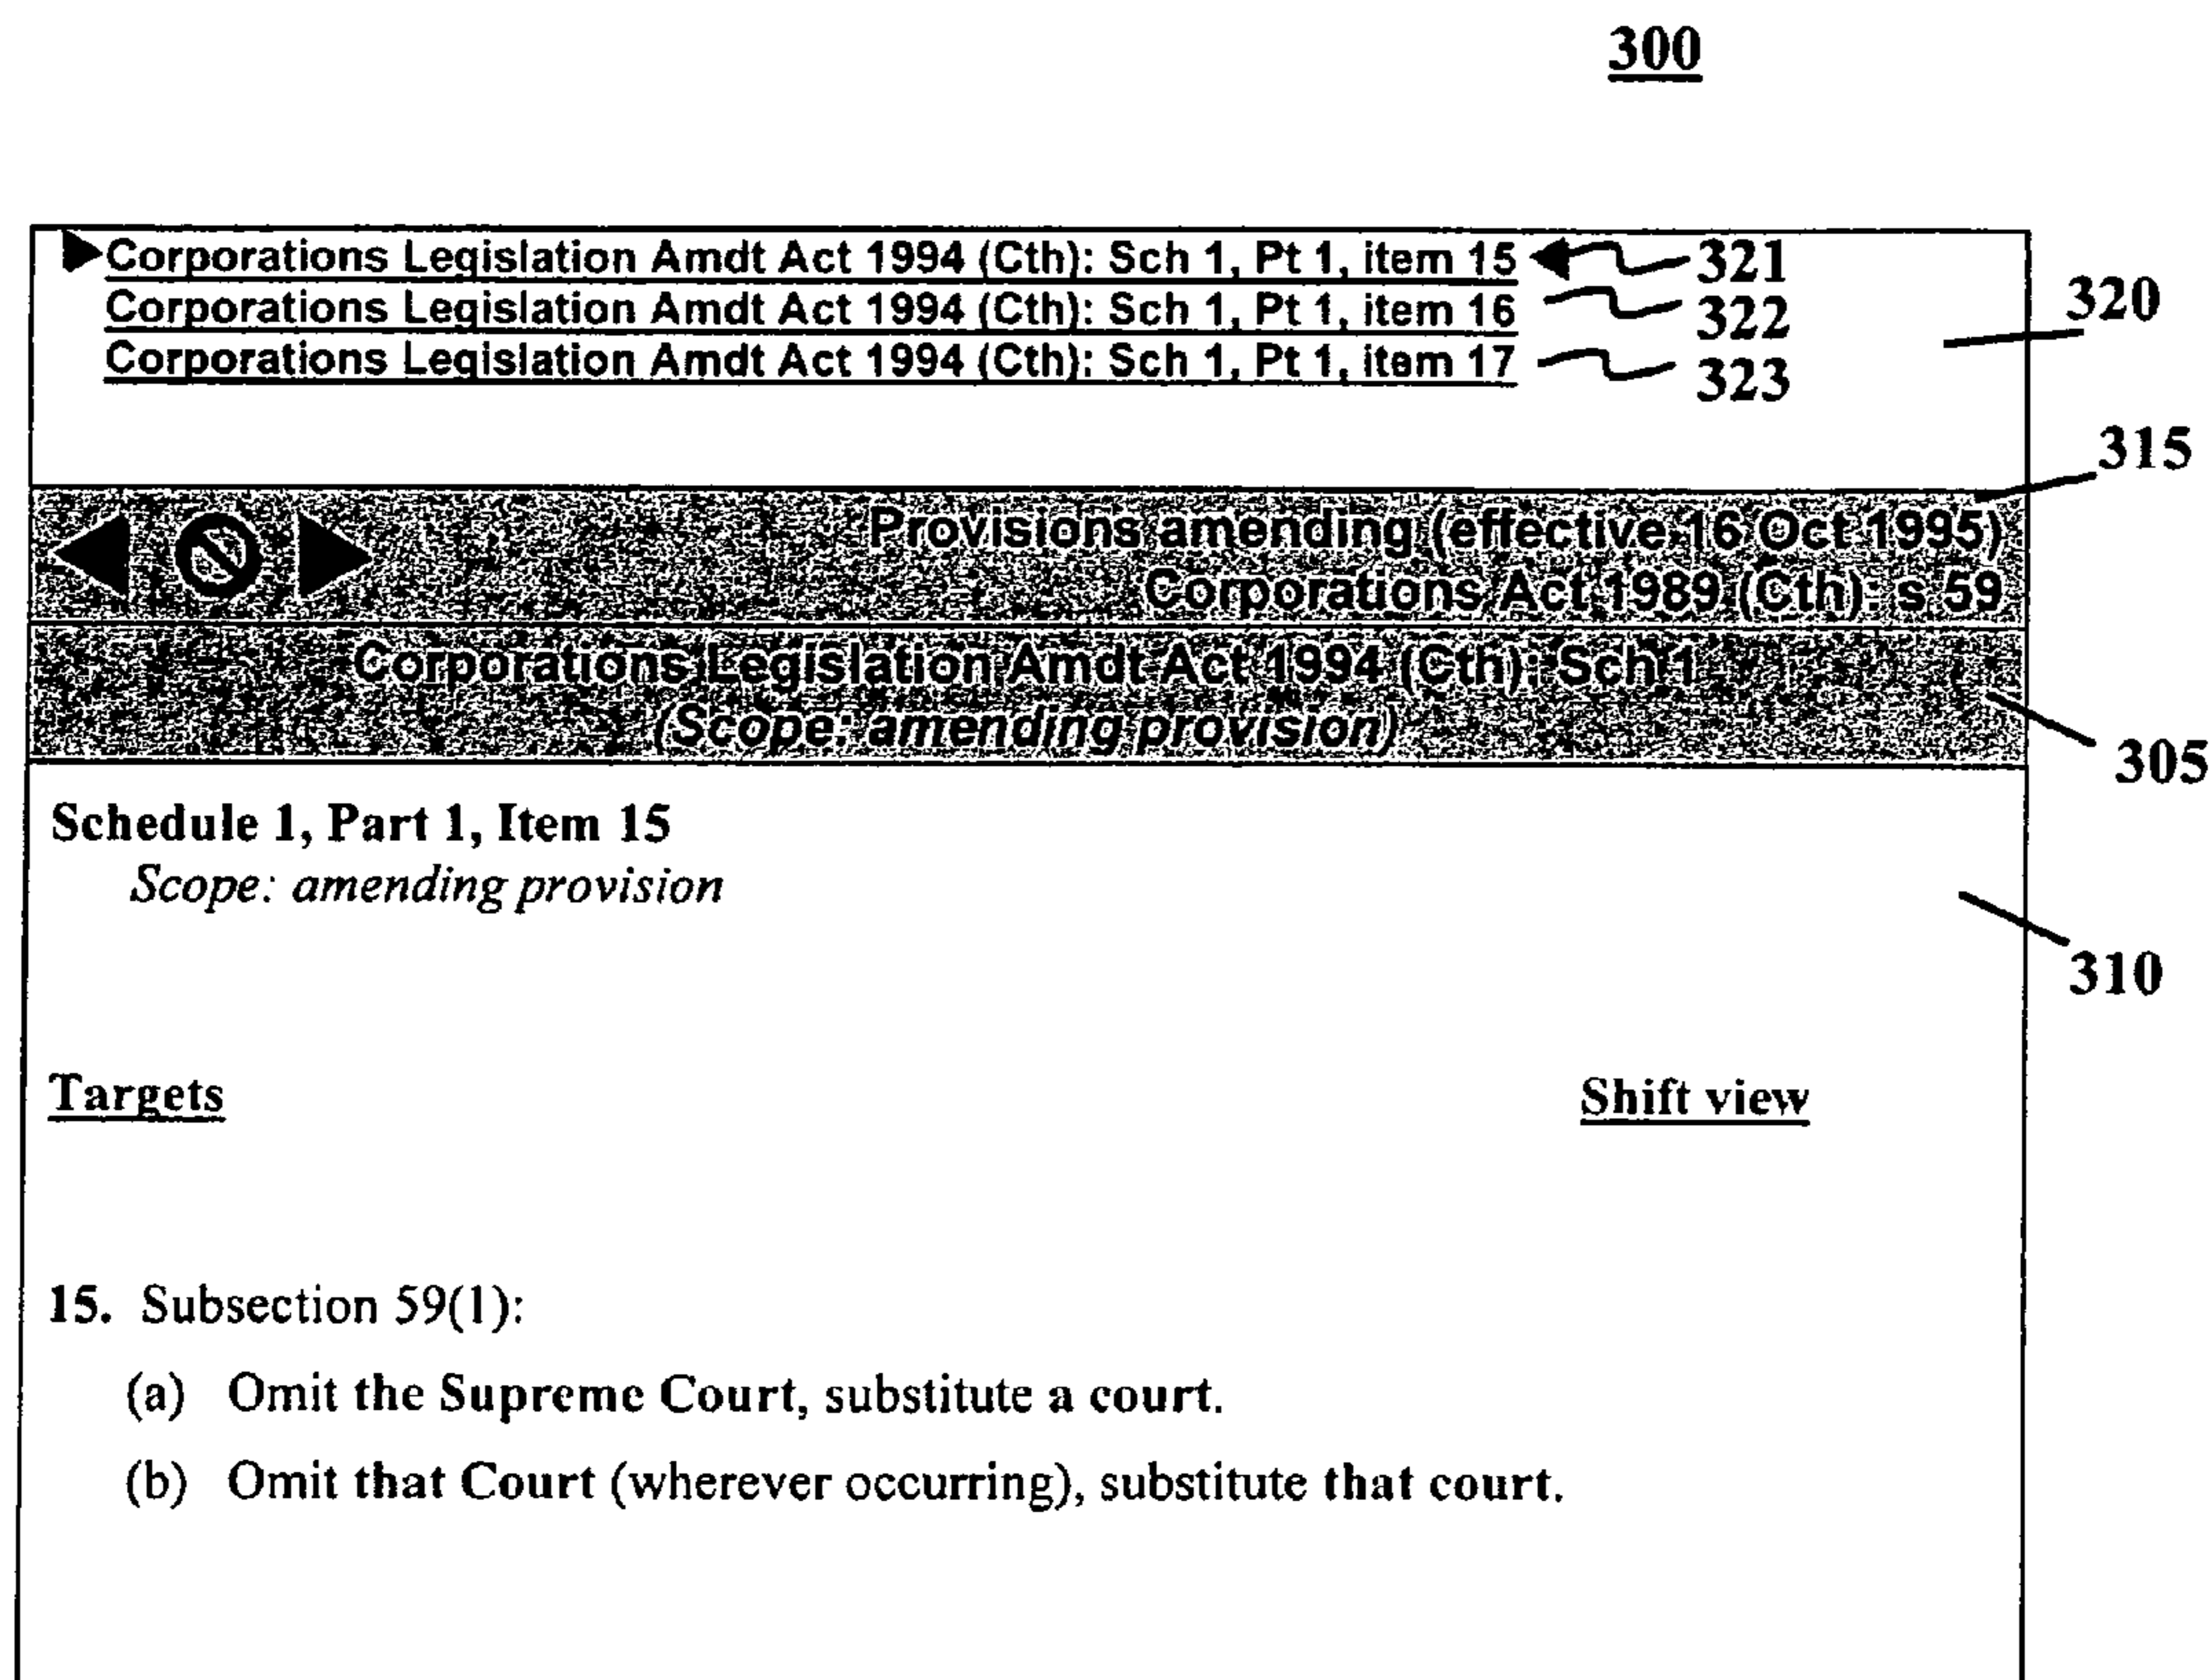 300
Corporations Legislation Amdt Act 1994 (Cth): Sch 1, Pt 1, item 15 321
Corporations Legislation Amdt Act 1994 (Cth): Sch 1, Pt 1, item 16 322
Corporations Legislation Amdt Act 1994 (Cth): Sch 1, Pt 1, item 17 323
320
315
Provisions amending (effective 16 Oct 1995)
Corporations Act 1989 (Cth): s 59
Corporations Legislation Amdt Act 1994 (Cth): Sch 1
(Scope: amending provision)
305
Schedule 1, Part 1, Item 15
Scope: amending provision
310
Targets Shift view
15. Subsection 59(1):
(a) Omit the Supreme Court, substitute a court.
(b) Omit that Court (wherever occurring), substitute that court.